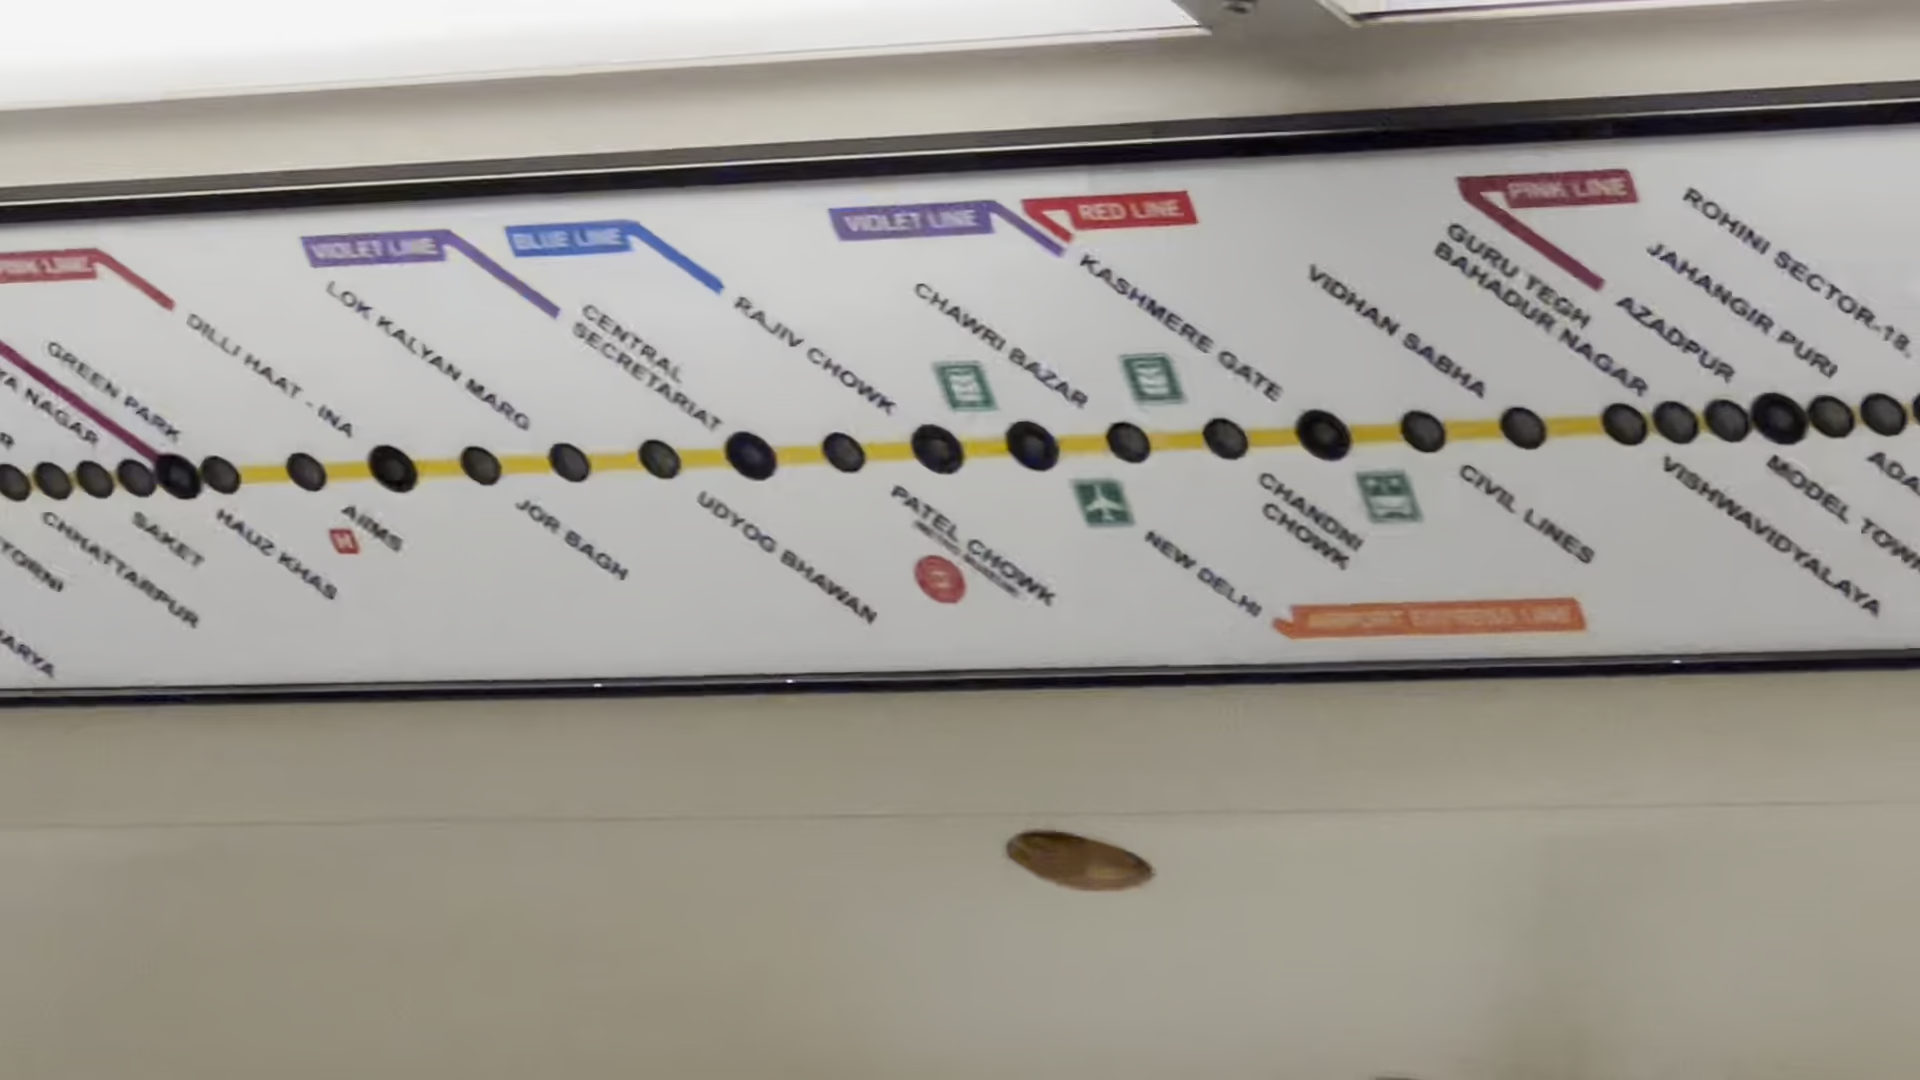 PINK LINE
VIOLET LINE
BLUE LINE
VIOLET LINE
RED LINE
PINK LINE
NAGAR
GREEN PARK
DILLI HAAT - INA
LOK KALYAN MARG
CENTRAL
SECRETARIAT
RAJIV CHOWK
CHAWRI BAZAR
KASHMERE GATE
VIDHAN SABHA
GURU TEGH
BAHADUR NAGAR
AZADPUR
JAHANGIR PURI
ROHINI SECTOR-18,
CHHATTARPUR
SAKET
HAUZ KHAS
AIIMS
H
JOR BAGH
UDYOG BHAWAN
PATEL CHOWK
NEW DELHI
AIRPORT EXPRESS LINE
CHANDNI
CHOWK
CIVIL LINES
VISHWAVIDYALAYA
MODEL TOWN